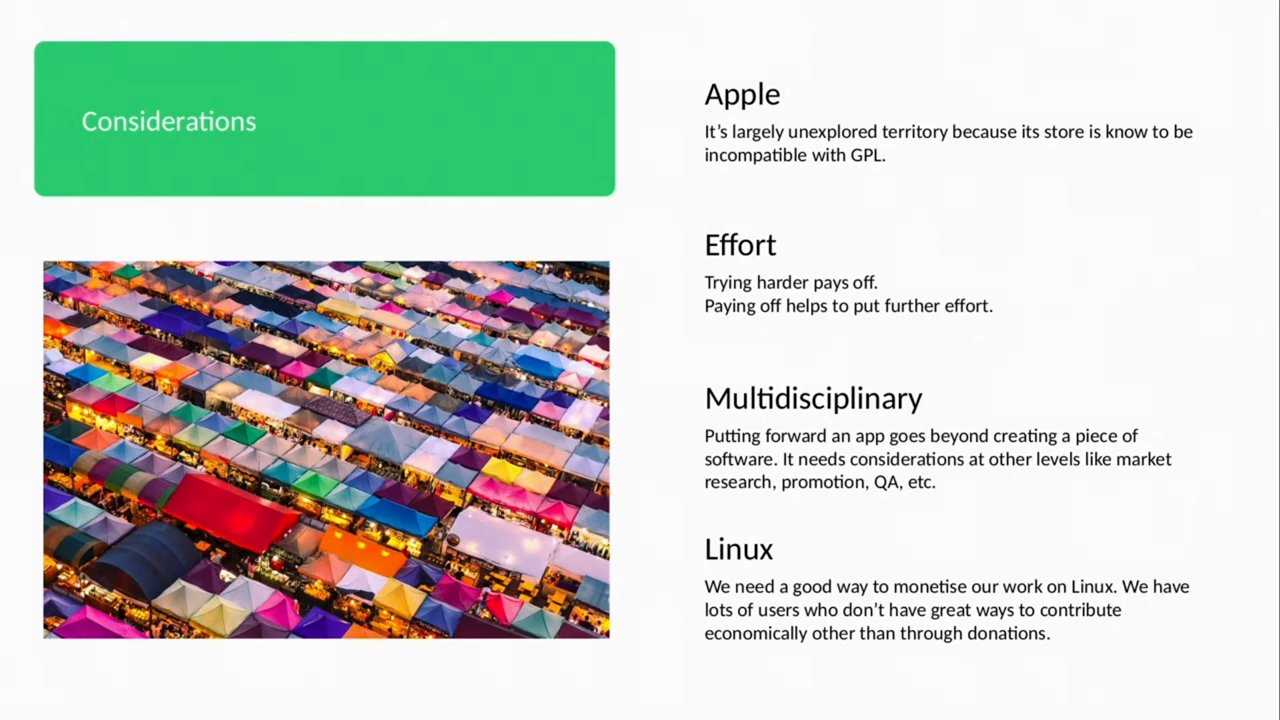 Considerations
Apple
It’s largely unexplored territory because its store is know to be
incompatible with GPL.
Effort
Trying harder pays off.
Paying off helps to put further effort.
Multidisciplinary
Putting forward an app goes beyond creating a piece of
software. It needs considerations at other levels like market
research, promotion, QA, etc.
Linux
We need a good way to monetise our work on Linux. We have
lots of users who don’t have great ways to contribute
economically other than through donations.